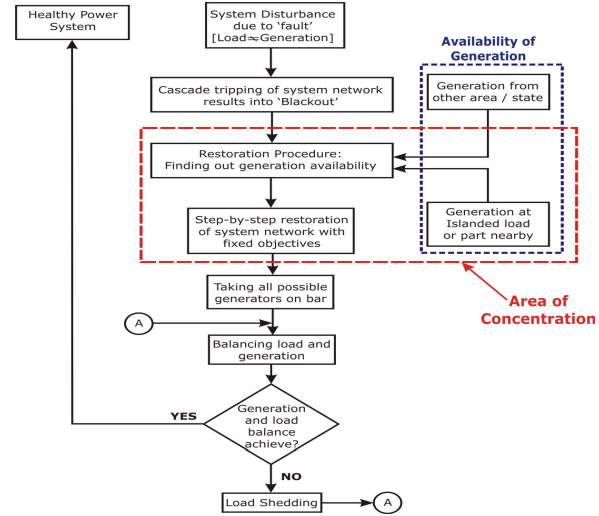 Healthy Power
System
System Disturbance
due to ‘fault’
[Load≒Generation]
Availability of
Generation
Cascade tripping of system network
results into ‘Blackout’
Generation from
other area / state
Restoration Procedure:
Finding out generation availability
Step-by-step restoration
of system network with
fixed objectives
Generation at
Islanded load
or part nearby
Taking all possible
generators on bar
Area of
Concentration
A
Balancing load and
generation
YES
Generation
and load
balance
achieve?
NO
Load Shedding
A